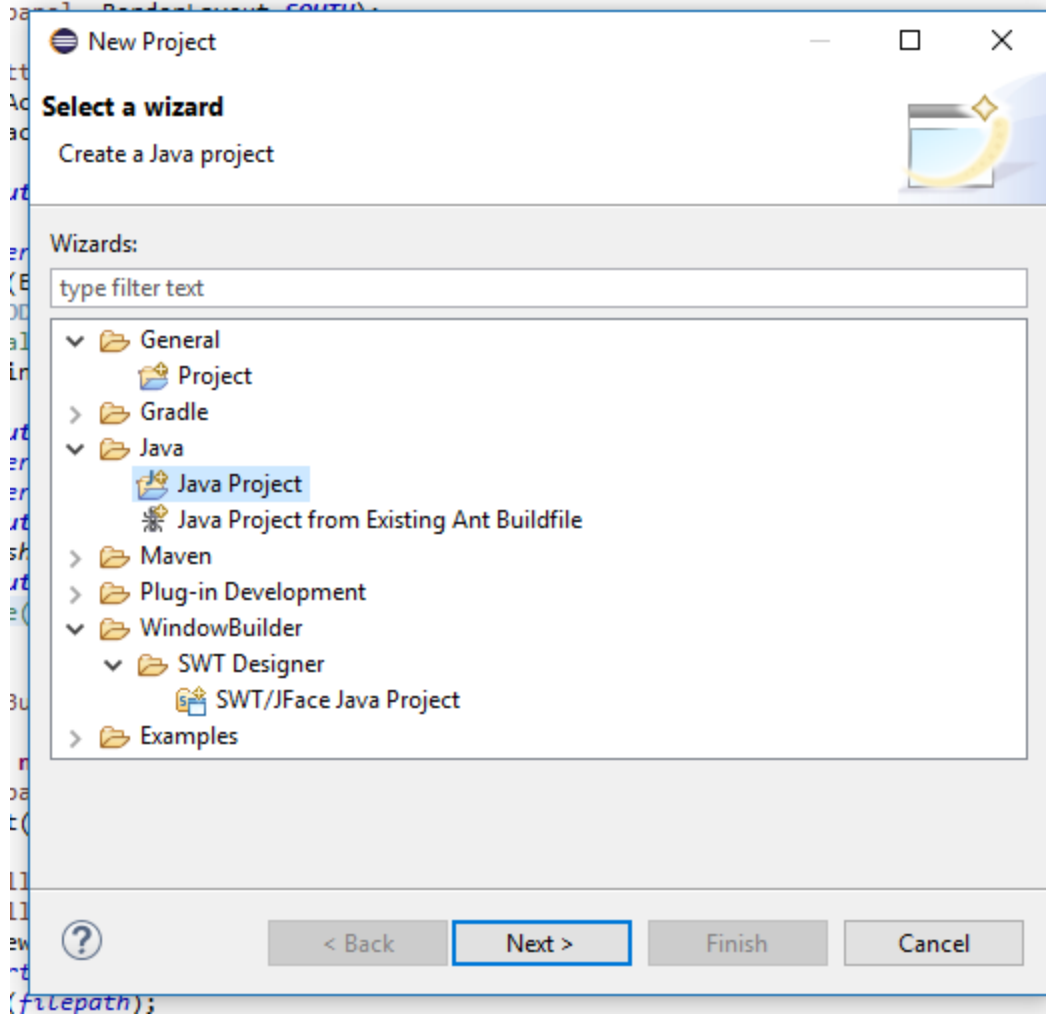 BorderLayout.SOUTH);
New Project
Select a wizard
Create a Java project
Wizards:
type filter text
General
Project
Gradle
Java
Java Project
Java Project from Existing Ant Buildfile
Maven
Plug-in Development
WindowBuilder
SWT Designer
SWT/JFace Java Project
Examples
? < Back Next > Finish Cancel
(filepath);